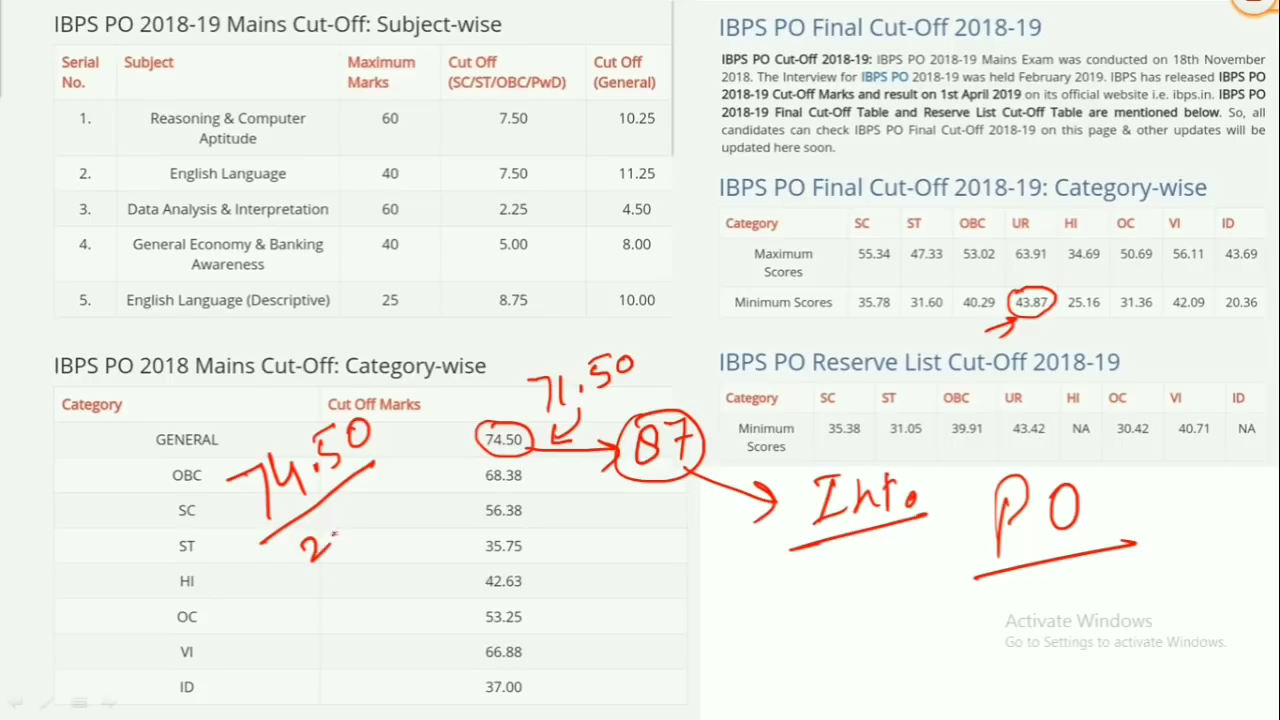 IBPS PO 2018-19 Mains Cut-Off: Subject-wise
Serial No. Subject Maximum Marks Cut Off (SC/ST/OBC/PwD) Cut Off (General)
1. Reasoning & Computer Aptitude 60 7.50 10.25
2. English Language 40 7.50 11.25
3. Data Analysis & Interpretation 60 2.25 4.50
4. General Economy & Banking Awareness 40 5.00 8.00
5. English Language (Descriptive) 25 8.75 10.00
IBPS PO 2018 Mains Cut-Off: Category-wise
Category Cut Off Marks
GENERAL 74.50
OBC 68.38
SC 56.38
ST 35.75
HI 42.63
OC 53.25
VI 66.88
ID 37.00
74.50
2
71.50
87
IBPS PO Final Cut-Off 2018-19
IBPS PO Cut-Off 2018-19: IBPS PO 2018-19 Mains Exam was conducted on 18th November
2018. The Interview for IBPS PO 2018-19 was held February 2019. IBPS has released IBPS PO
2018-19 Cut-Off Marks and result on 1st April 2019 on its official website i.e. ibps.in. IBPS PO
2018-19 Final Cut-Off Table and Reserve List Cut-Off Table are mentioned below. So, all
candidates can check IBPS PO Final Cut-Off 2018-19 on this page & other updates will be
updated here soon.
IBPS PO Final Cut-Off 2018-19: Category-wise
Category SC ST OBC UR HI OC VI ID
Maximum Scores 55.34 47.33 53.02 63.91 34.69 50.69 56.11 43.69
Minimum Scores 35.78 31.60 40.29 43.87 25.16 31.36 42.09 20.36
IBPS PO Reserve List Cut-Off 2018-19
Category SC ST OBC UR HI OC VI ID
Minimum Scores 35.38 31.05 39.91 43.42 NA 30.42 40.71 NA
PO
Activate Windows
Go to Settings to activate Windows.